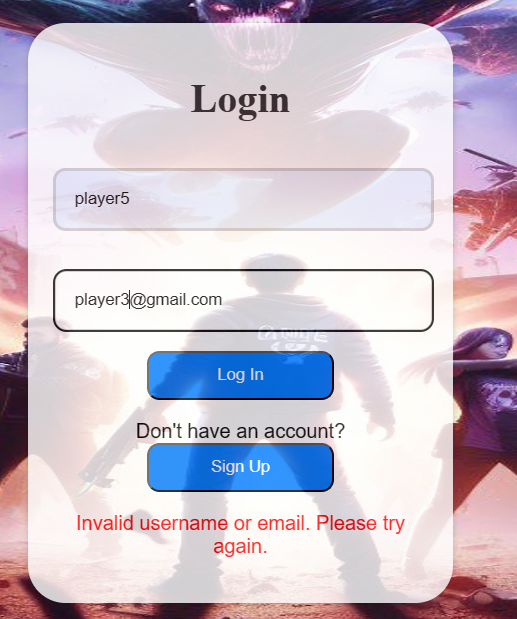 Login
player5
player3@gmail.com
Log In
Don't have an account?
Sign Up
Invalid username or email. Please try
again.